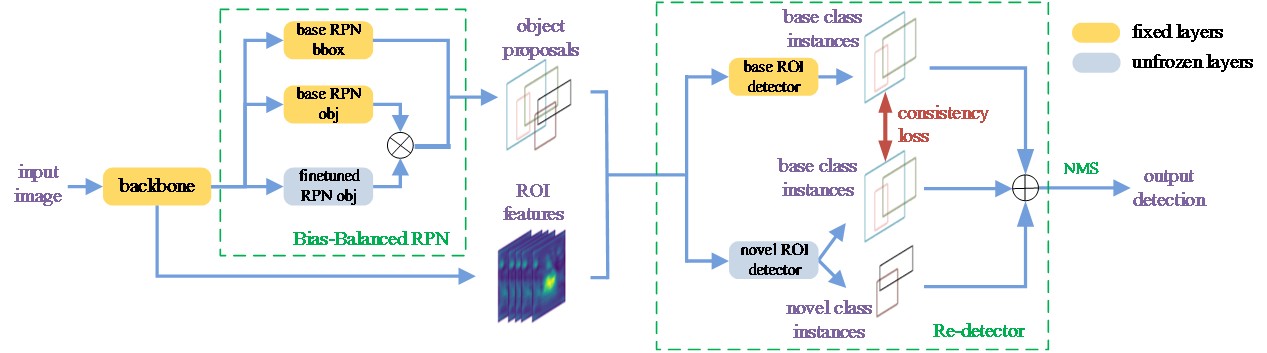 input
image
backbone
base RPN
bbox
base RPN
obj
finetuned
RPN obj
Bias-Balanced RPN
object
proposals
ROI
features
base ROI
detector
novel ROI
detector
base class
instances
consistency
loss
base class
instances
novel class
instances
Re-detector
NMS
output
detection
fixed layers
unfrozen layers